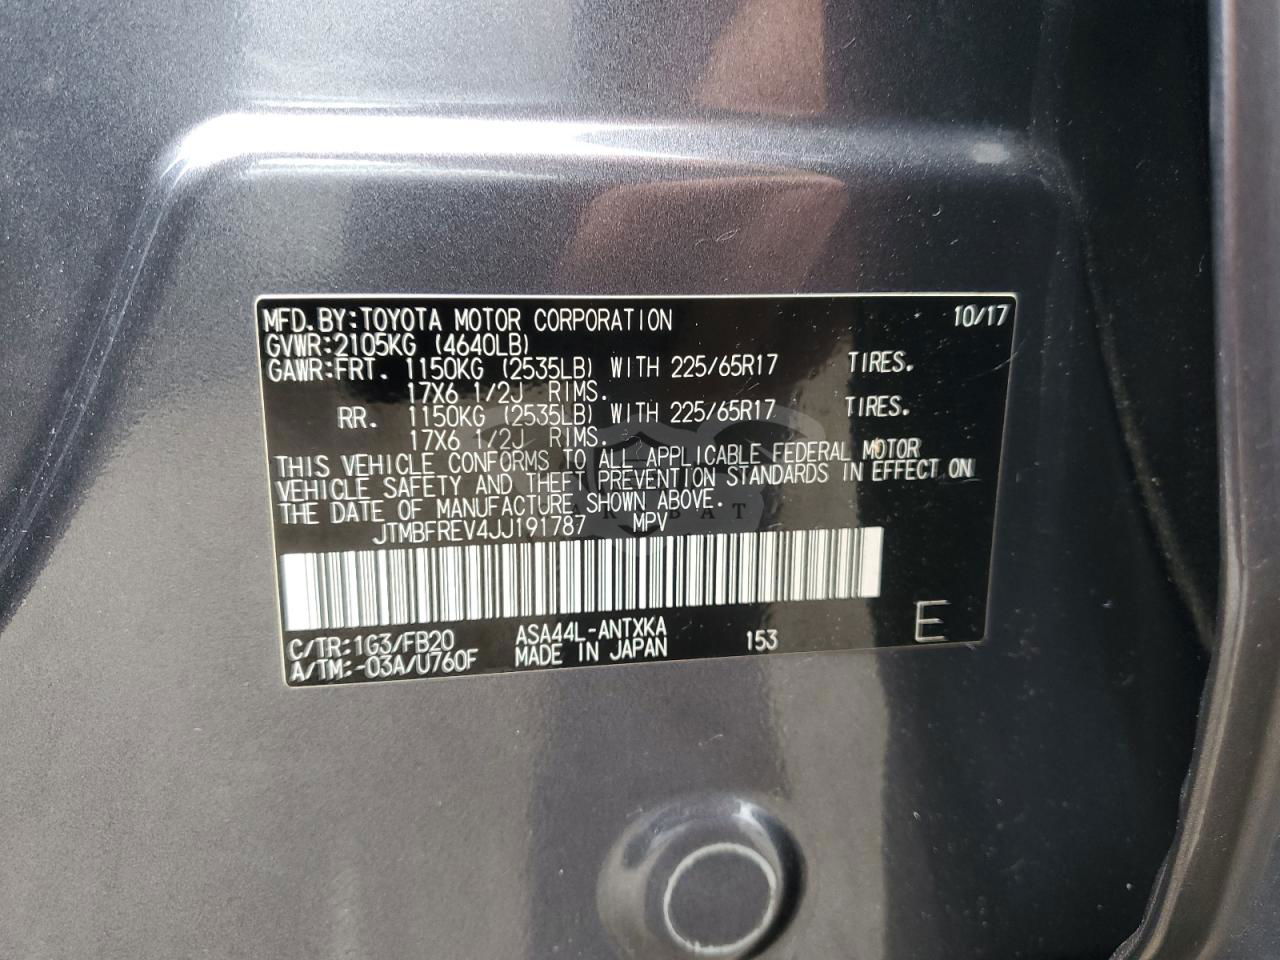 MFD.BY:TOYOTA MOTOR CORPORATION 10/17
GVWR:2105KG (4640LB)
GAWR:FRT. 1150KG (2535LB) WITH 225/65R17 TIRES.
17X6 1/2J RIMS.
RR. 1150KG (2535LB) WITH 225/65R17 TIRES.
17X6 1/2J RIMS.
THIS VEHICLE CONFORMS TO ALL APPLICABLE FEDERAL MOTOR
VEHICLE SAFETY AND THEFT PREVENTION STANDARDS IN EFFECT ON
THE DATE OF MANUFACTURE SHOWN ABOVE.
JTMBFREV4JJ191787 MPV
C/TR:1G3/FB20 ASA44L-ANTXKA 153 E
A/TM:-03A/U760F MADE IN JAPAN